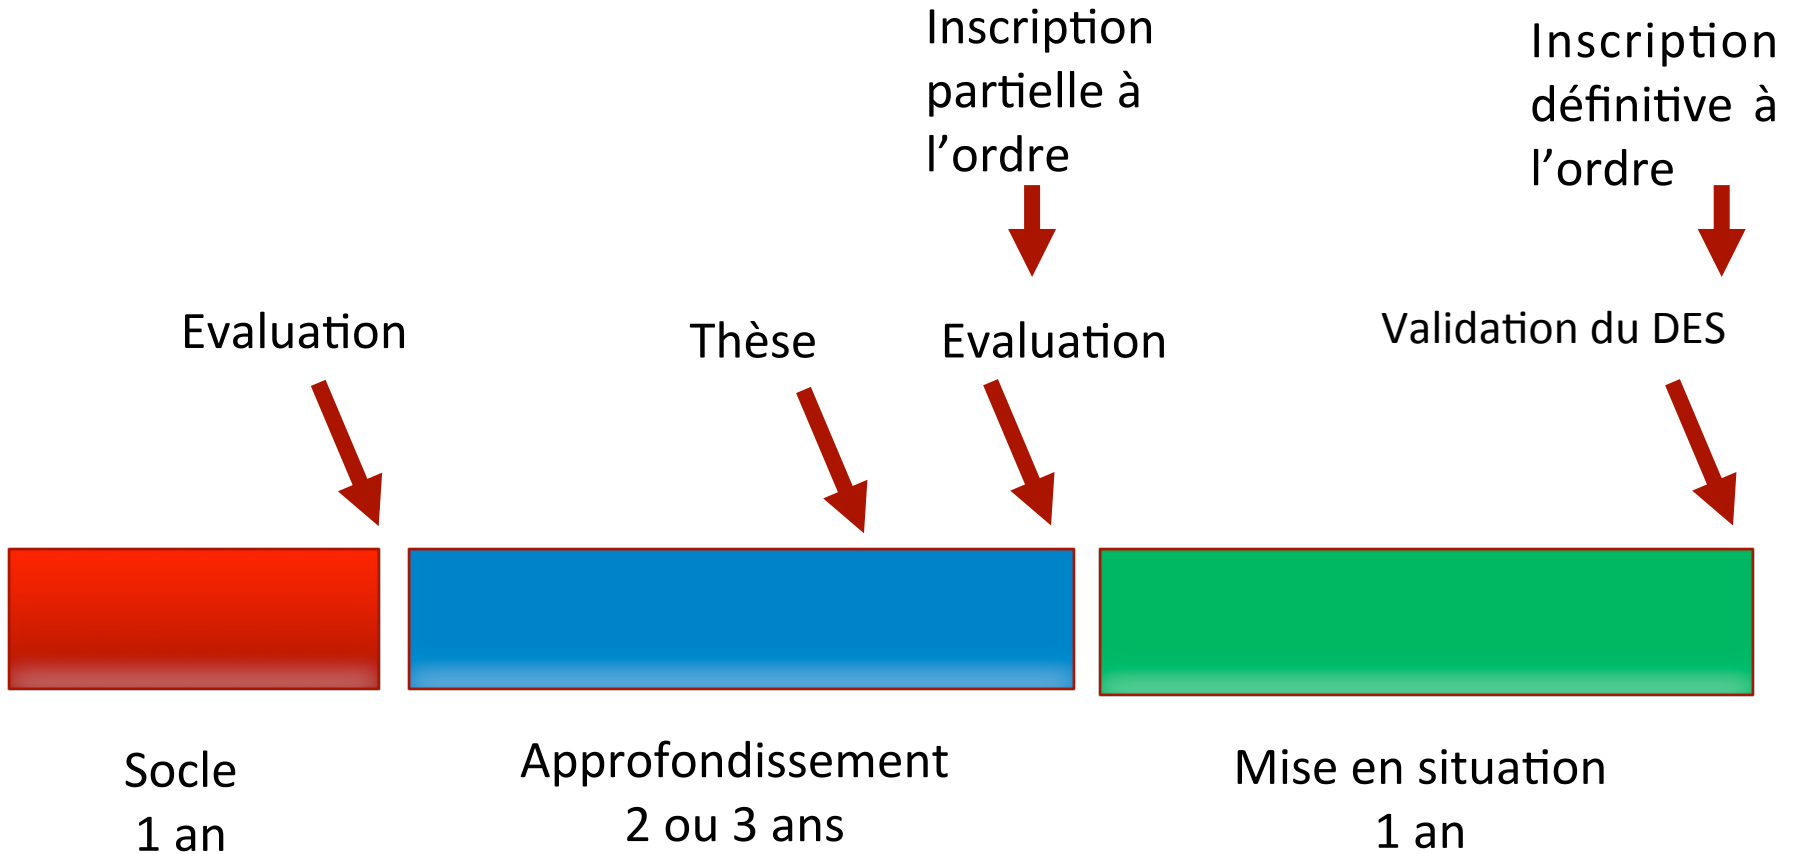 Inscription
partielle à
l’ordre
Inscription
définitive à
l’ordre
Evaluation
Thèse
Evaluation
Validation du DES
Socle
1 an
Approfondissement
2 ou 3 ans
Mise en situation
1 an